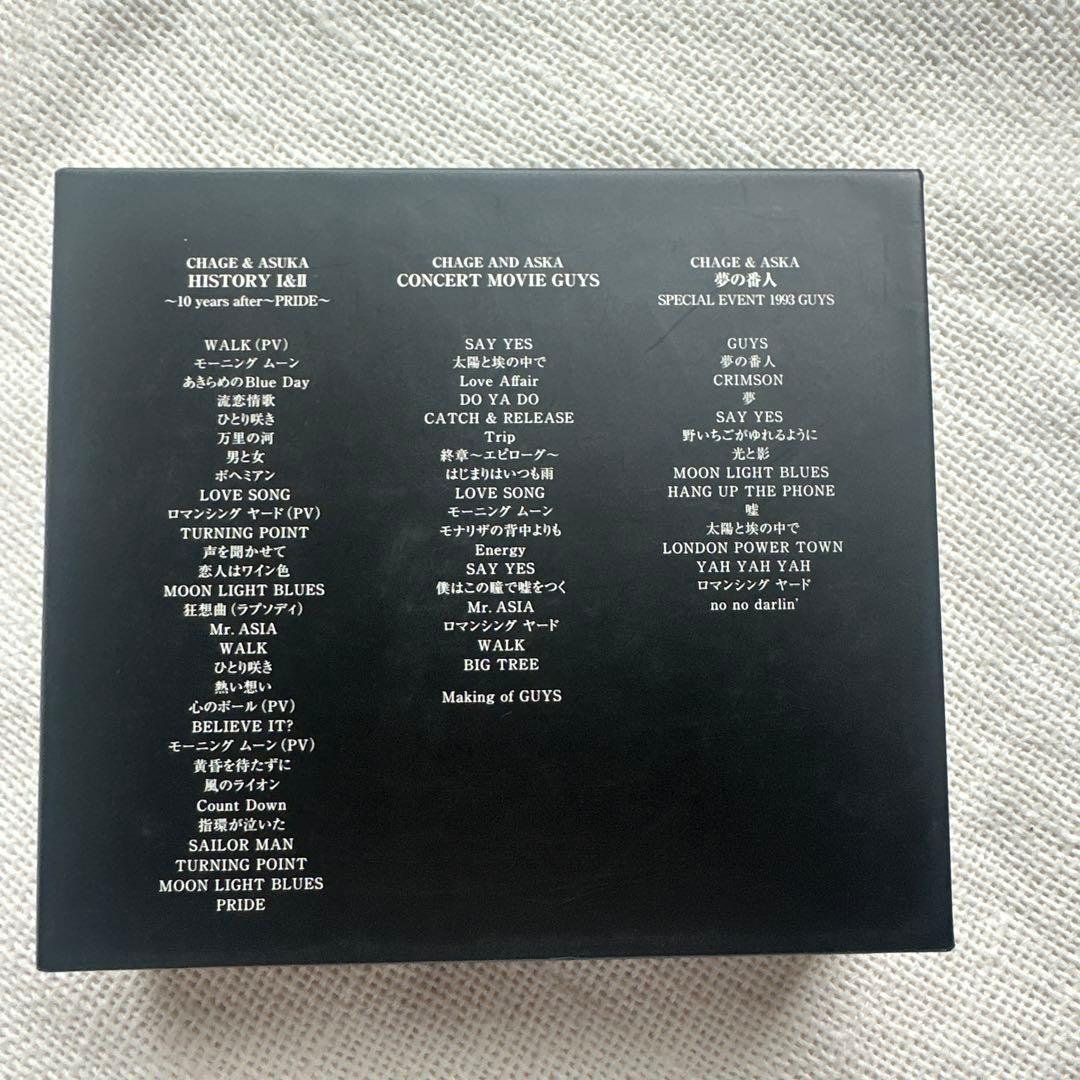 CHAGE & ASUKA
HISTORY I&II
～10 years after～PRIDE～
WALK (PV)
モーニング ムーン
あきらめのBlue Day
流恋情歌
ひとり咲き
万里の河
男と女
ボヘミアン
LOVE SONG
ロマンシング ヤード (PV)
TURNING POINT
声を聞かせて
恋人はワイン色
MOON LIGHT BLUES
狂想曲 (ラプソディ)
Mr. ASIA
WALK
ひとり咲き
熱い想い
心のボール (PV)
BELIEVE IT?
モーニング ムーン (PV)
黄昏を待たずに
風のライオン
Count Down
指環が泣いた
SAILOR MAN
TURNING POINT
MOON LIGHT BLUES
PRIDE
CHAGE AND ASKA
CONCERT MOVIE GUYS
SAY YES
太陽と埃の中で
Love Affair
DO YA DO
CATCH & RELEASE
Trip
終章～エピローグ～
はじまりはいつも雨
LOVE SONG
モーニング ムーン
モナリザの背中よりも
Energy
SAY YES
僕はこの瞳で嘘をつく
Mr. ASIA
ロマンシング ヤード
WALK
BIG TREE
Making of GUYS
CHAGE & ASKA
夢の番人
SPECIAL EVENT 1993 GUYS
GUYS
夢の番人
CRIMSON
夢
SAY YES
野いちごがゆれるように
光と影
MOON LIGHT BLUES
HANG UP THE PHONE
嘘
太陽と埃の中で
LONDON POWER TOWN
YAH YAH YAH
ロマンシング ヤード
no no darlin'